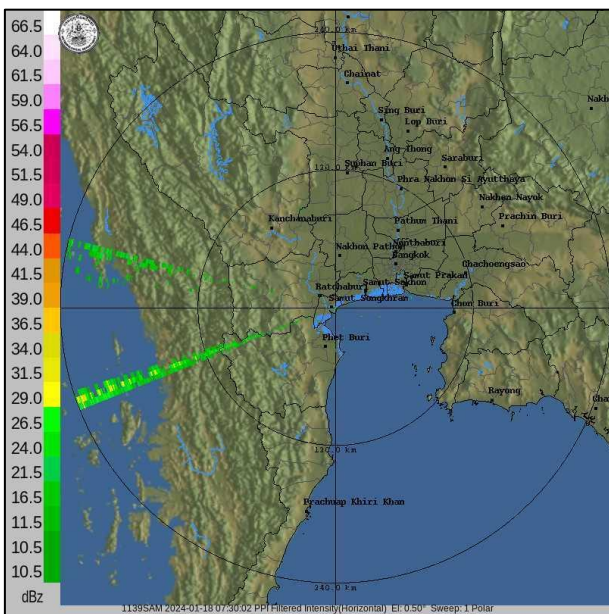 66.5
64.0
61.5
59.0
56.5
54.0
51.5
49.0
46.5
44.0
41.5
39.0
36.5
34.0
31.5
29.0
26.5
24.0
21.5
16.5
11.5
10.5
dBz
240.0 km
Uthai Thani
Chainat
Sing Buri
Lop Buri
Ang Thong
Saraburi
120.0 km
Suphan Buri
Phra Nakhon Si Ayutthaya
Nakhon Nayok
Prachin Buri
Kanchanaburi
Pathum Thani
Nonthaburi
Nakhon Pathom
Bangkok
Chachoengsao
Samut Prakan
Samut Sakhon
Ratchaburi
Samut Songkhram
Chon Buri
Phet Buri
Rayong
Cha
120.0 km
Prachuap Khiri Khan
240.0 km
1139SAM 2024-01-18 07:30:02 PPI Filtered Intensity(Horizontal) El: 0.50° Sweep: 1 Polar